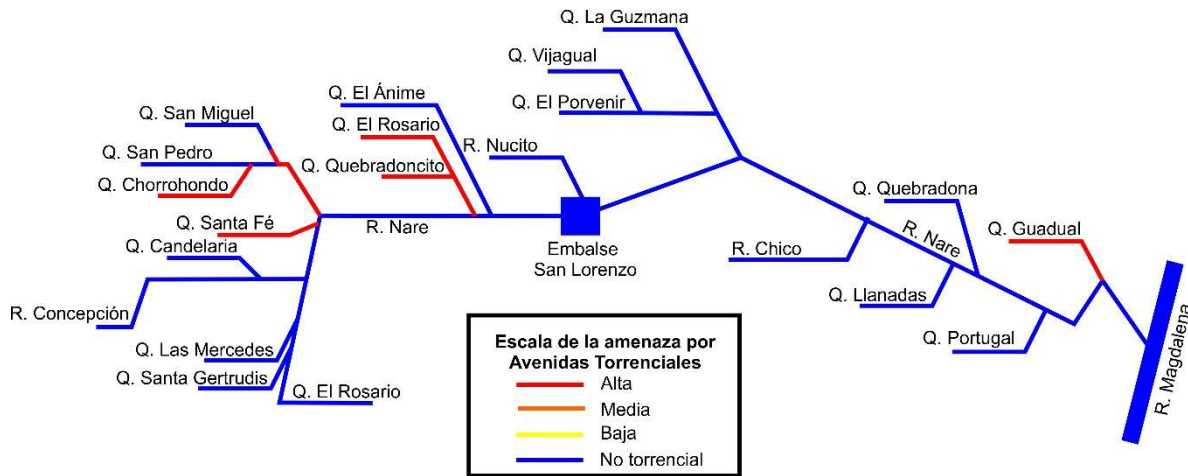 Q. La Guzmana
Q. Vijagual
Q. El Porvenir
Q. El Ánime
Q. El Rosario
Q. Quebradoncito
R. Nucito
Q. San Miguel
Q. San Pedro
Q. Chorrohondo
Q. Santa Fé
Q. Candelaria
R. Concepción
Q. Las Mercedes
Q. Santa Gertrudis
Q. El Rosario
R. Nare
Embalse
San Lorenzo
Q. Quebradona
R. Nare
Q. Guadual
R. Chico
Q. Llanadas
Q. Portugal
R. Magdalena
Escala de la amenaza por
Avenidas Torrenciales
Alta
Media
Baja
No torrencial